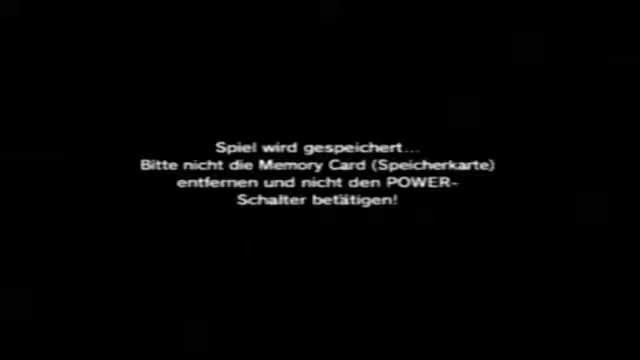 Spiel wird gespeichert...
Bitte nicht die Memory Card (Speicherkarte)
entfernen und nicht den POWER-
Schalter betätigen!